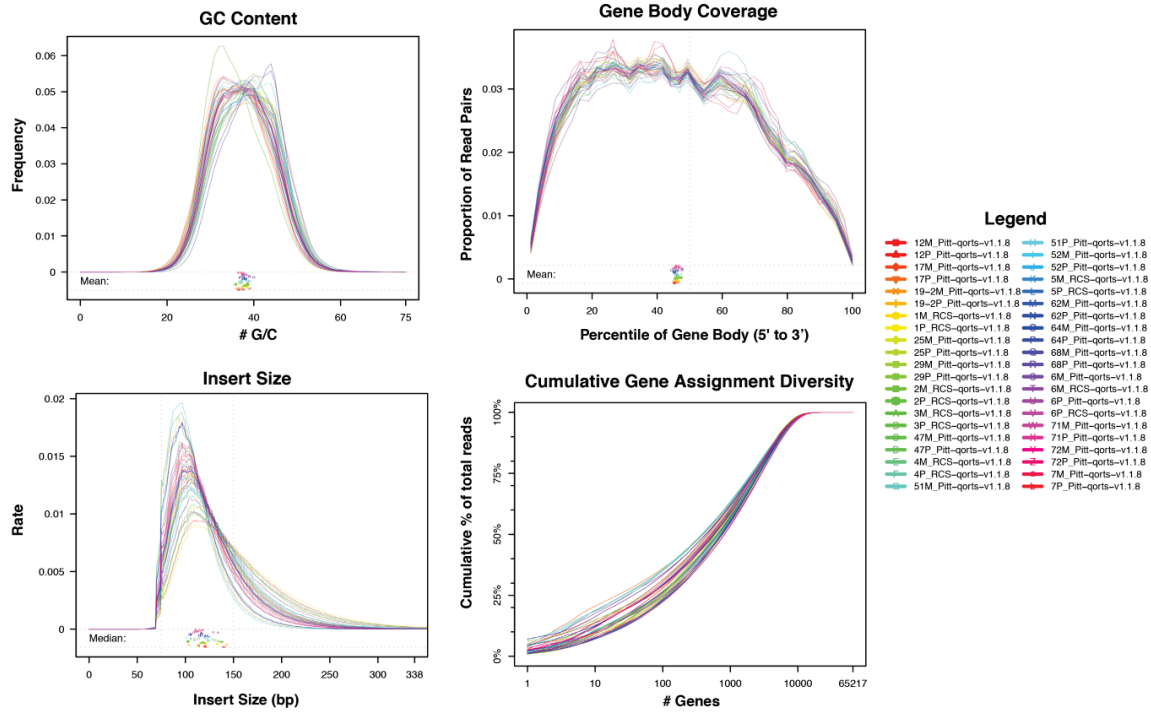 GC Content
0.06
0.05
0.04
0.03
0.02
0.01
0
Frequency
Mean:
0 20 40 60 75
# G/C
Gene Body Coverage
0.03
0.02
0.01
0
Proportion of Read Pairs
Mean:
0 20 40 60 80 100
Percentile of Gene Body (5' to 3')
Insert Size
0.02
0.015
0.01
0.005
0
Rate
Median:
0 50 100 150 200 250 300 338
Insert Size (bp)
Cumulative Gene Assignment Diversity
100%
75%
50%
25%
0%
Cumulative % of total reads
1 10 100 1000 10000 65217
# Genes
Legend
12M_Pitt-qorts-v1.1.8
12P_Pitt-qorts-v1.1.8
17M_Pitt-qorts-v1.1.8
17P_Pitt-qorts-v1.1.8
19-2M_Pitt-qorts-v1.1.8
19-2P_Pitt-qorts-v1.1.8
1M_RCS-qorts-v1.1.8
1P_RCS-qorts-v1.1.8
25M_Pitt-qorts-v1.1.8
25P_Pitt-qorts-v1.1.8
29M_Pitt-qorts-v1.1.8
29P_Pitt-qorts-v1.1.8
2M_RCS-qorts-v1.1.8
2P_RCS-qorts-v1.1.8
3M_RCS-qorts-v1.1.8
3P_RCS-qorts-v1.1.8
47M_Pitt-qorts-v1.1.8
47P_Pitt-qorts-v1.1.8
4M_RCS-qorts-v1.1.8
4P_RCS-qorts-v1.1.8
51M_Pitt-qorts-v1.1.8
51P_Pitt-qorts-v1.1.8
52M_Pitt-qorts-v1.1.8
52P_Pitt-qorts-v1.1.8
5M_RCS-qorts-v1.1.8
5P_RCS-qorts-v1.1.8
62M_Pitt-qorts-v1.1.8
62P_Pitt-qorts-v1.1.8
64M_Pitt-qorts-v1.1.8
64P_Pitt-qorts-v1.1.8
68M_Pitt-qorts-v1.1.8
68P_Pitt-qorts-v1.1.8
6M_Pitt-qorts-v1.1.8
6M_RCS-qorts-v1.1.8
6P_Pitt-qorts-v1.1.8
6P_RCS-qorts-v1.1.8
71M_Pitt-qorts-v1.1.8
71P_Pitt-qorts-v1.1.8
72M_Pitt-qorts-v1.1.8
72P_Pitt-qorts-v1.1.8
7M_Pitt-qorts-v1.1.8
7P_Pitt-qorts-v1.1.8